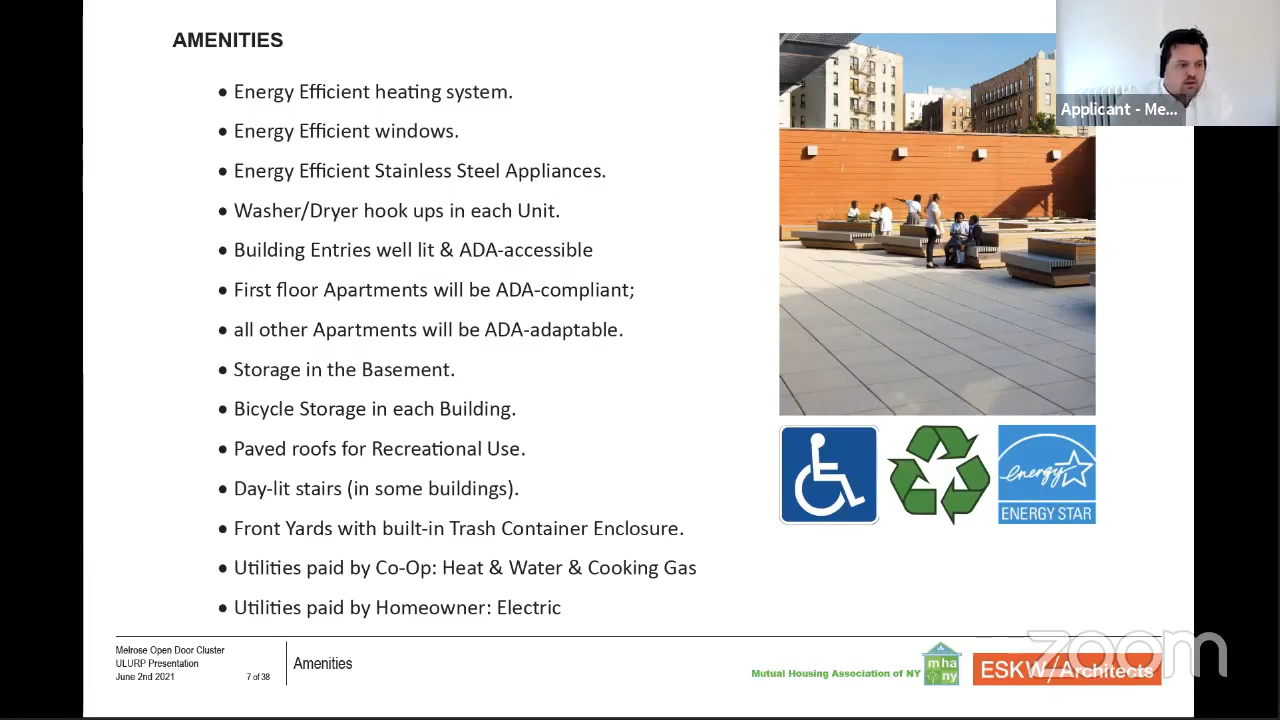 AMENITIES
Applicant - Me...
• Energy Efficient heating system.
• Energy Efficient windows.
• Energy Efficient Stainless Steel Appliances.
• Washer/Dryer hook ups in each Unit.
• Building Entries well lit & ADA-accessible
• First floor Apartments will be ADA-compliant;
• all other Apartments will be ADA-adaptable.
• Storage in the Basement.
• Bicycle Storage in each Building.
• Paved roofs for Recreational Use.
• Day-lit stairs (in some buildings).
• Front Yards with built-in Trash Container Enclosure.
• Utilities paid by Co-Op: Heat & Water & Cooking Gas
• Utilities paid by Homeowner: Electric
energy
ENERGY STAR
Melrose Open Door Cluster
ULURP Presentation
June 2nd 2021
7 of 38
Amenities
Mutual Housing Association of NY
mha
ny
ESKW/Architects
zoom